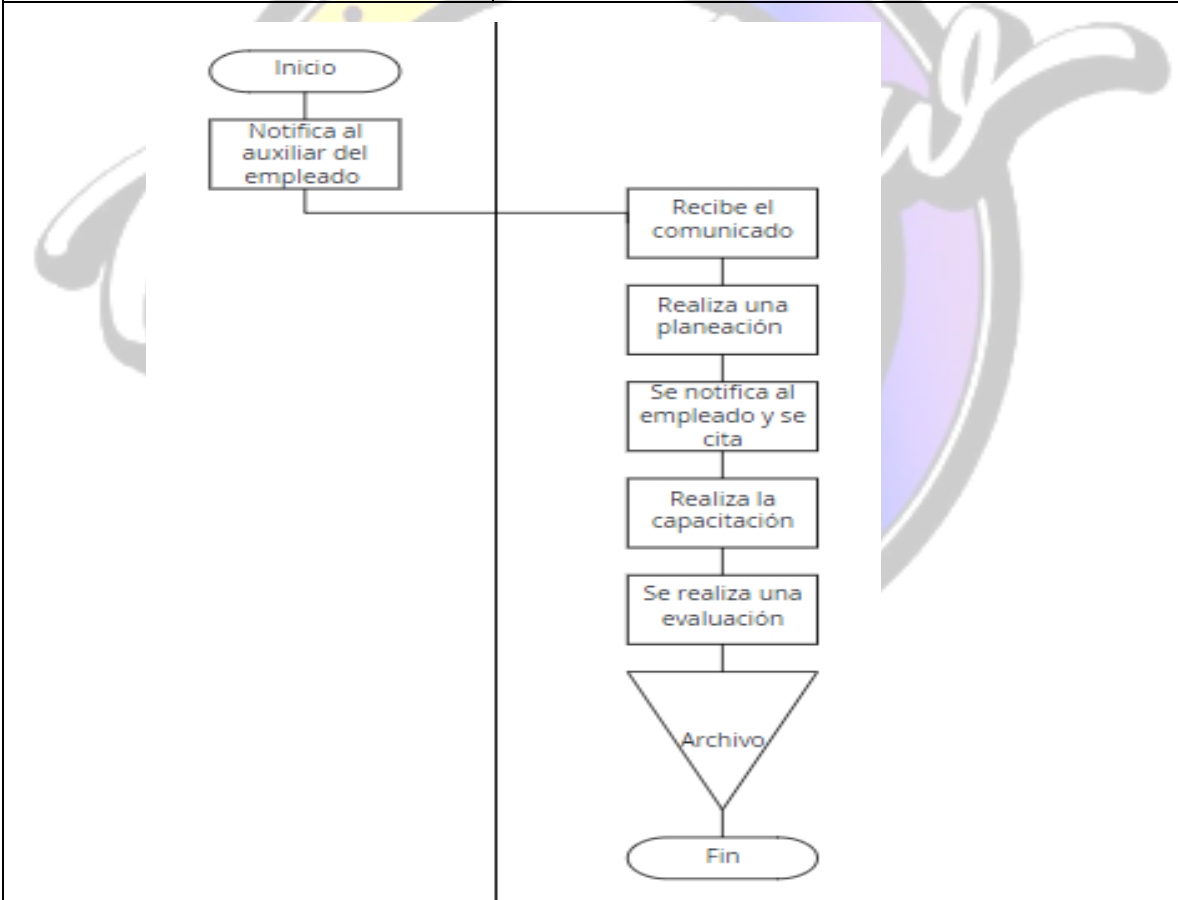 Inicio
Notifica al
auxiliar del
empleado
Recibe el
comunicado
Realiza una
planeación
Se notifica al
empleado y se
cita
Realiza la
capacitación
Se realiza una
evaluación
Archivo
Fin